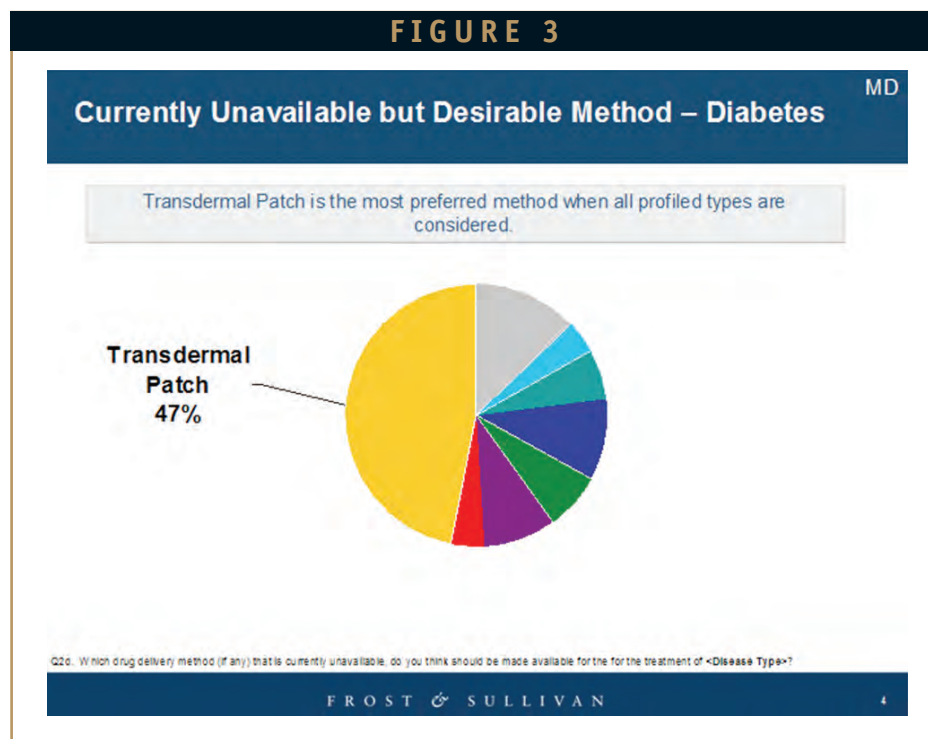 FIGURE 3
MD
Currently Unavailable but Desirable Method – Diabetes
Transdermal Patch is the most preferred method when all profiled types are
considered.
Transdermal
Patch
47%
Q2d. Which drug delivery method (if any) that is currently unavailable, do you think should be made available for the for the treatment of <Disease Type>?
FROST & SULLIVAN
4